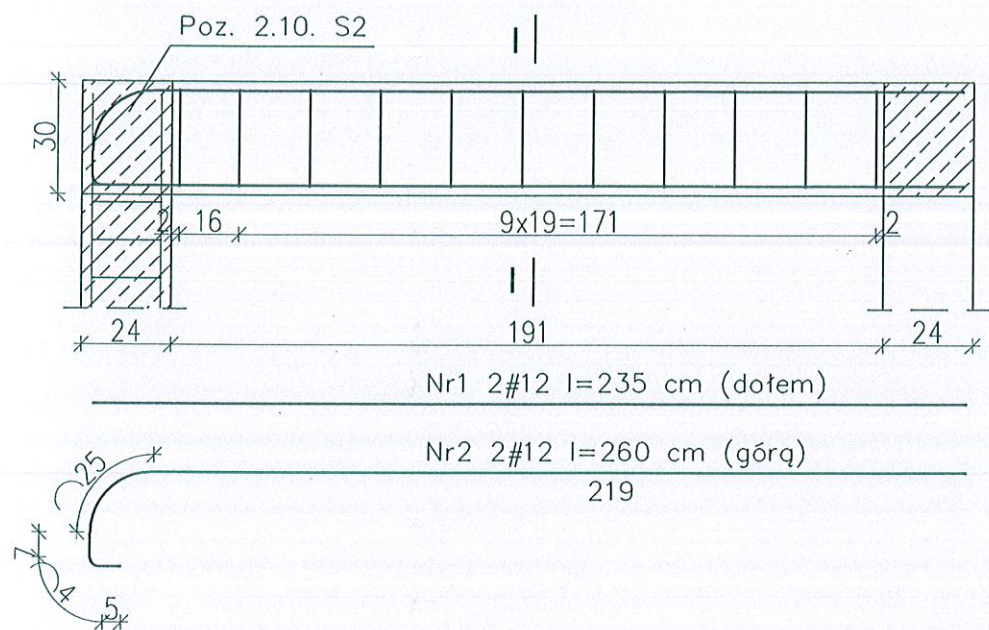 Poz. 2.10. S2
I
30
2 16 9x19=171 2
I
24 191 24
Nr1 2#12 l=235 cm (dołem)
Nr2 2#12 l=260 cm (górą)
219
25
7
4
5